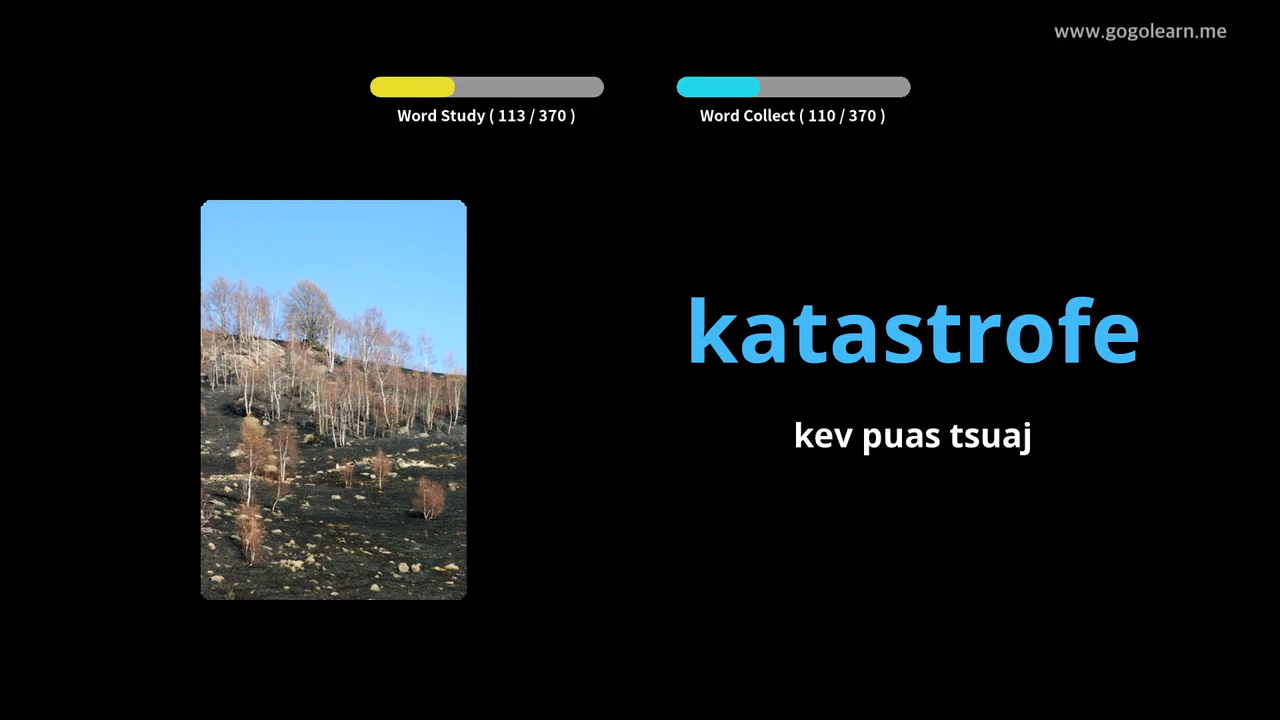 www.gogolearn.me
Word Study ( 113 / 370 )
Word Collect ( 110 / 370 )
katastrofe
kev puas tsuaj